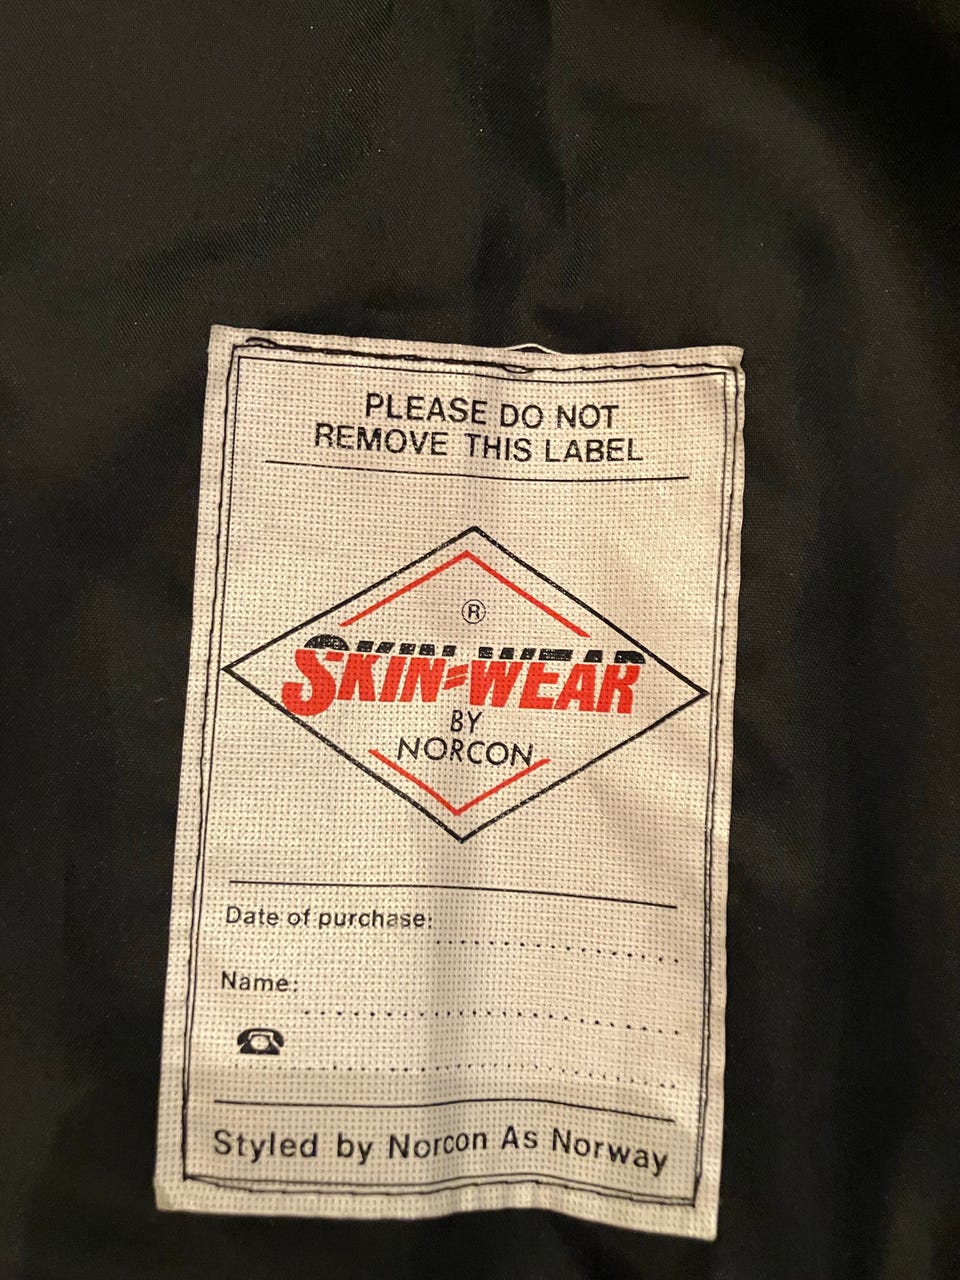 PLEASE DO NOT
REMOVE THIS LABEL
®
SKIN=WEAR
BY
NORCON
Date of purchase:
Name:
Styled by Norcon As Norway